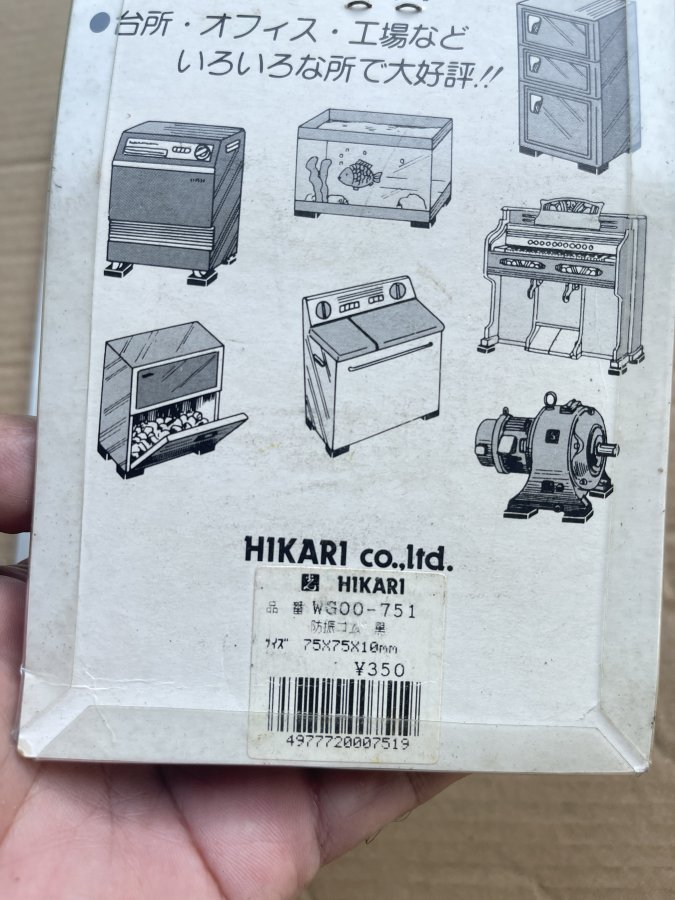 ●台所・オフィス・工場など
いろいろな所で大好評!!
HIKARI co.,ltd.
光 HIKARI
品 番 WG00-751
防振ゴム 黒
ｻｲｽﾞ 75X75X10mm
¥350
4977720007519